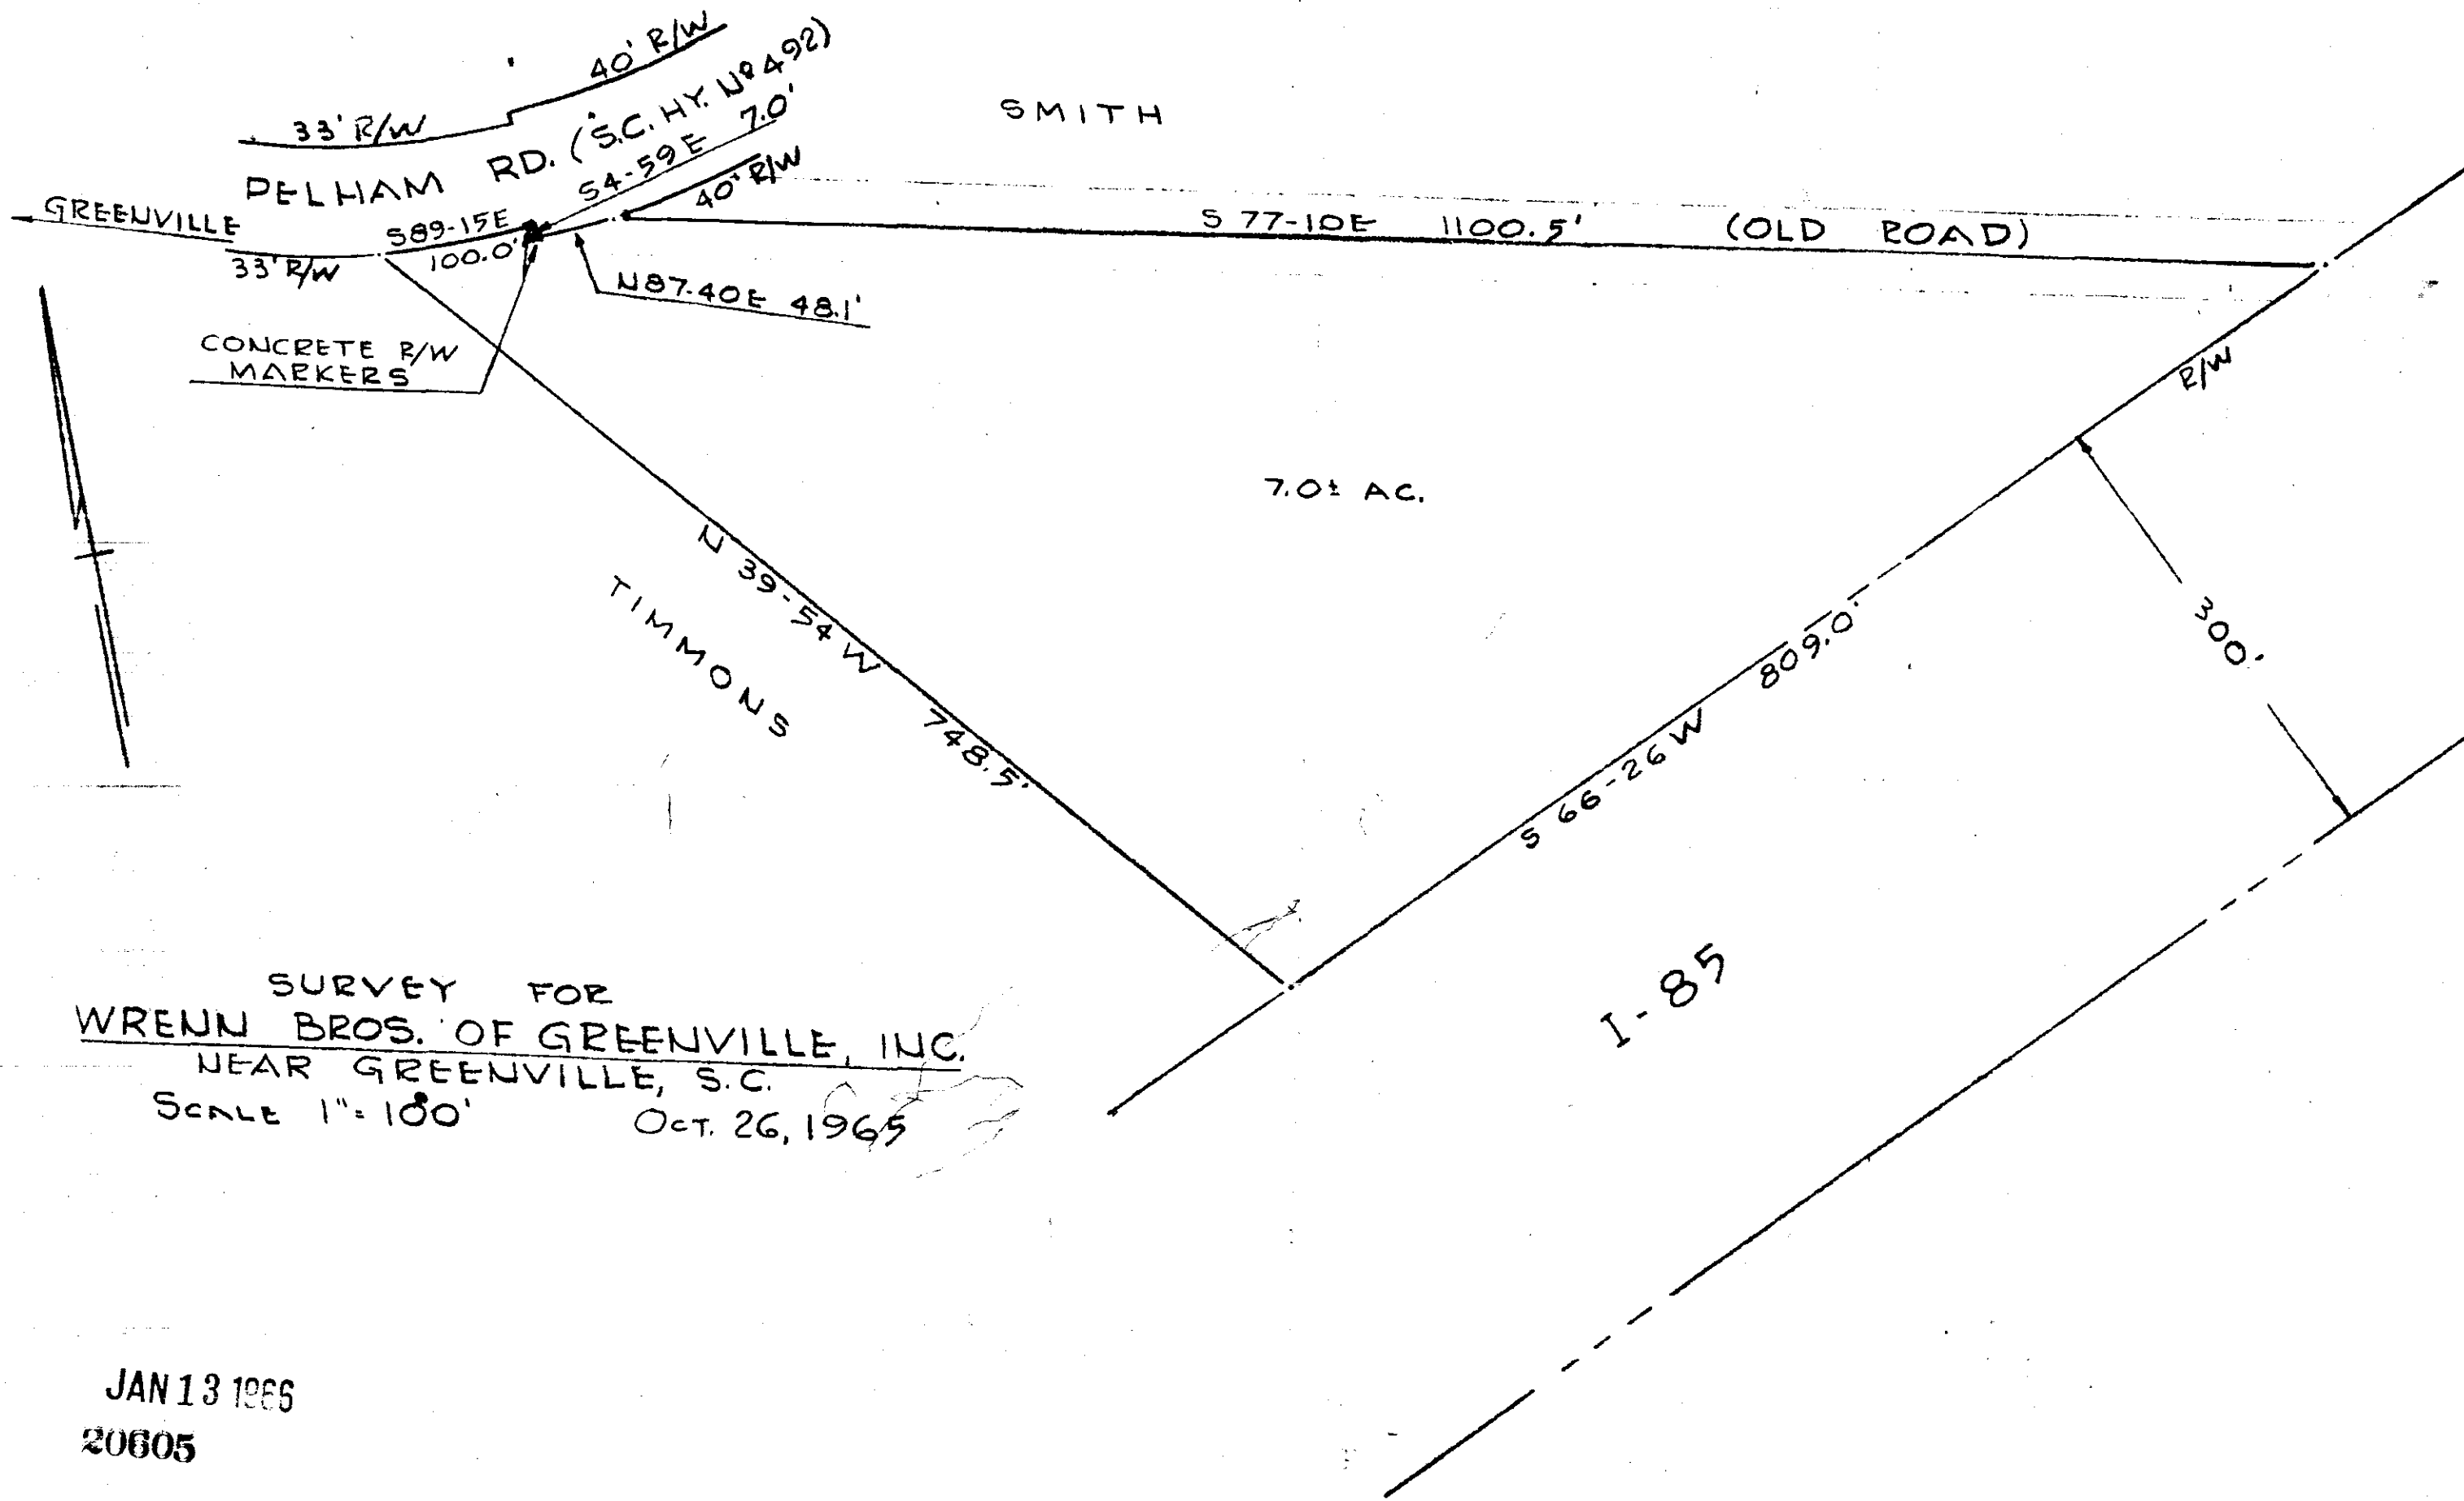 40' R/W
33' R/W
PELHAM RD. (S.C. HY. Nº 492)
S4-59E 7.0'
SMITH
GREENVILLE
S89-15E
100.0'
33' R/W
40' R/W
S 77-10E 1100.5' (OLD ROAD)
N87-40E 48.1'
CONCRETE R/W
MARKERS
R/W
7.0± AC.
N 39-54 W 748.5'
TIMMONS
S 66-26 W 809.0'
300'
I-85
SURVEY FOR
WRENN BROS. OF GREENVILLE, INC.
NEAR GREENVILLE, S.C.
SCALE 1"=100' OCT. 26, 1965
JAN 13 1966
20605